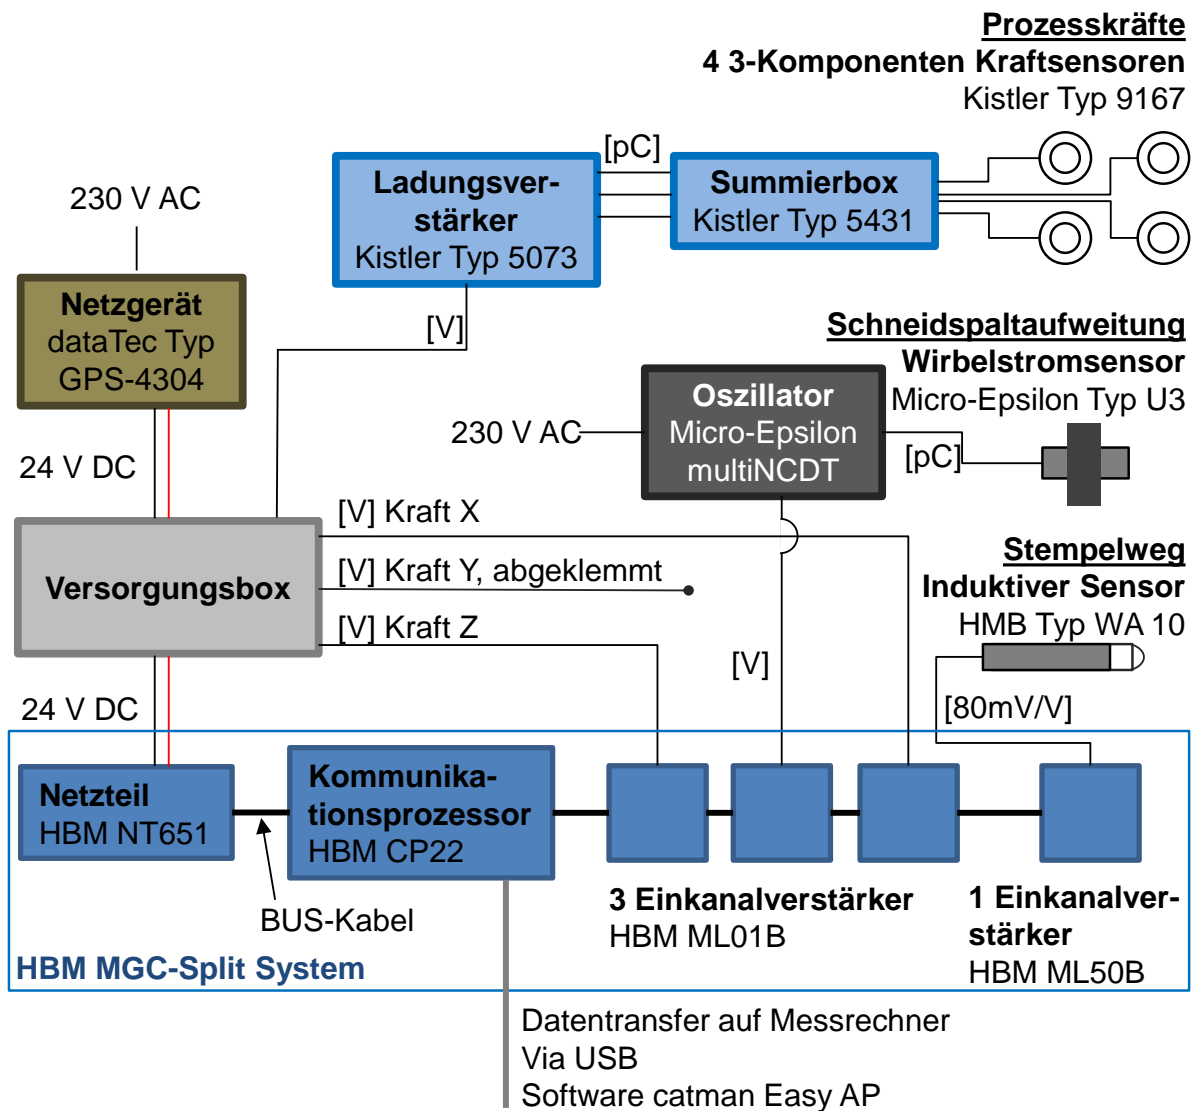 Prozesskräfte
4 3-Komponenten Kraftsensoren
Kistler Typ 9167
[pC]
Ladungsver-
stärker
Kistler Typ 5073
Summierbox
Kistler Typ 5431
230 V AC
Netzgerät
dataTec Typ
GPS-4304
[V]
Schneidspaltaufweitung
Wirbelstromsensor
Micro-Epsilon Typ U3
Oszillator
Micro-Epsilon
multiNCDT
230 V AC
[pC]
24 V DC
[V] Kraft X
Versorgungsbox
[V] Kraft Y, abgeklemmt
[V] Kraft Z
Stempelweg
Induktiver Sensor
HMB Typ WA 10
[V]
[80mV/V]
24 V DC
Netzteil
HBM NT651
Kommunika-
tionsprozessor
HBM CP22
BUS-Kabel
3 Einkanalverstärker
HBM ML01B
1 Einkanalver-
stärker
HBM ML50B
HBM MGC-Split System
Datentransfer auf Messrechner
Via USB
Software catman Easy AP